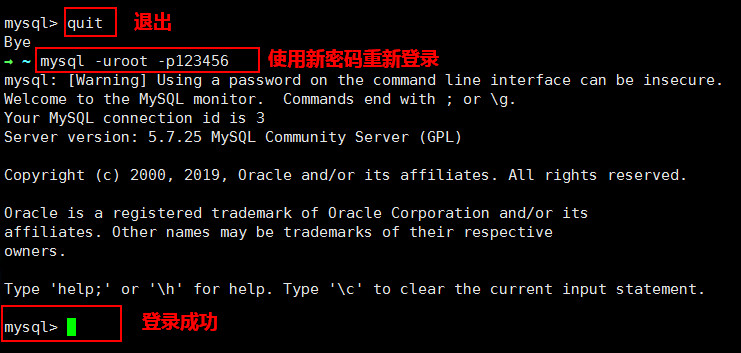 mysql> quit 退出
Bye
→ ~ mysql -uroot -p123456 使用新密码重新登录
mysql: [Warning] Using a password on the command line interface can be insecure.
Welcome to the MySQL monitor.  Commands end with ; or \g.
Your MySQL connection id is 3
Server version: 5.7.25 MySQL Community Server (GPL)
Copyright (c) 2000, 2019, Oracle and/or its affiliates. All rights reserved.
Oracle is a registered trademark of Oracle Corporation and/or its
affiliates. Other names may be trademarks of their respective
owners.
Type 'help;' or '\h' for help. Type '\c' to clear the current input statement.
mysql> 登录成功